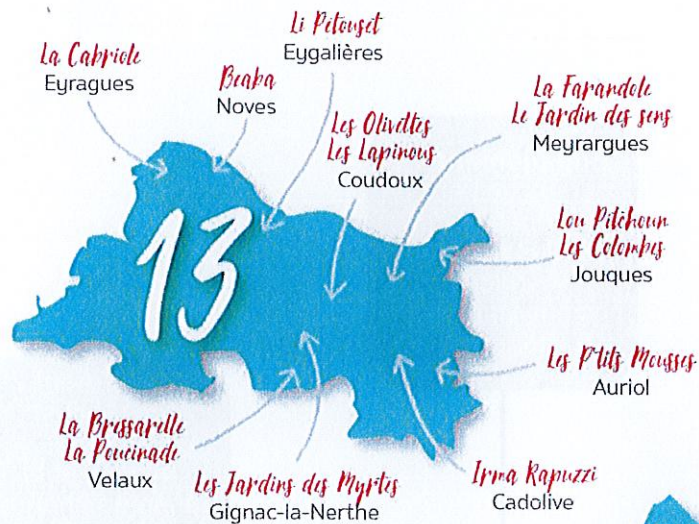 Li Pitouset
Eygalières
La Cabriole
Eyragues
Beaba
Noves
Les Olivettes
Les Lapinous
Coudoux
La Farandole
Le Jardin des sens
Meyrargues
13
Lou Pitchoun
Les Colombes
Jouques
Les P'tits Mousses
Auriol
La Bressarelle
La Poucinade
Velaux
Les Jardins des Myrtes
Gignac-la-Nerthe
Irma Rapuzzi
Cadolive